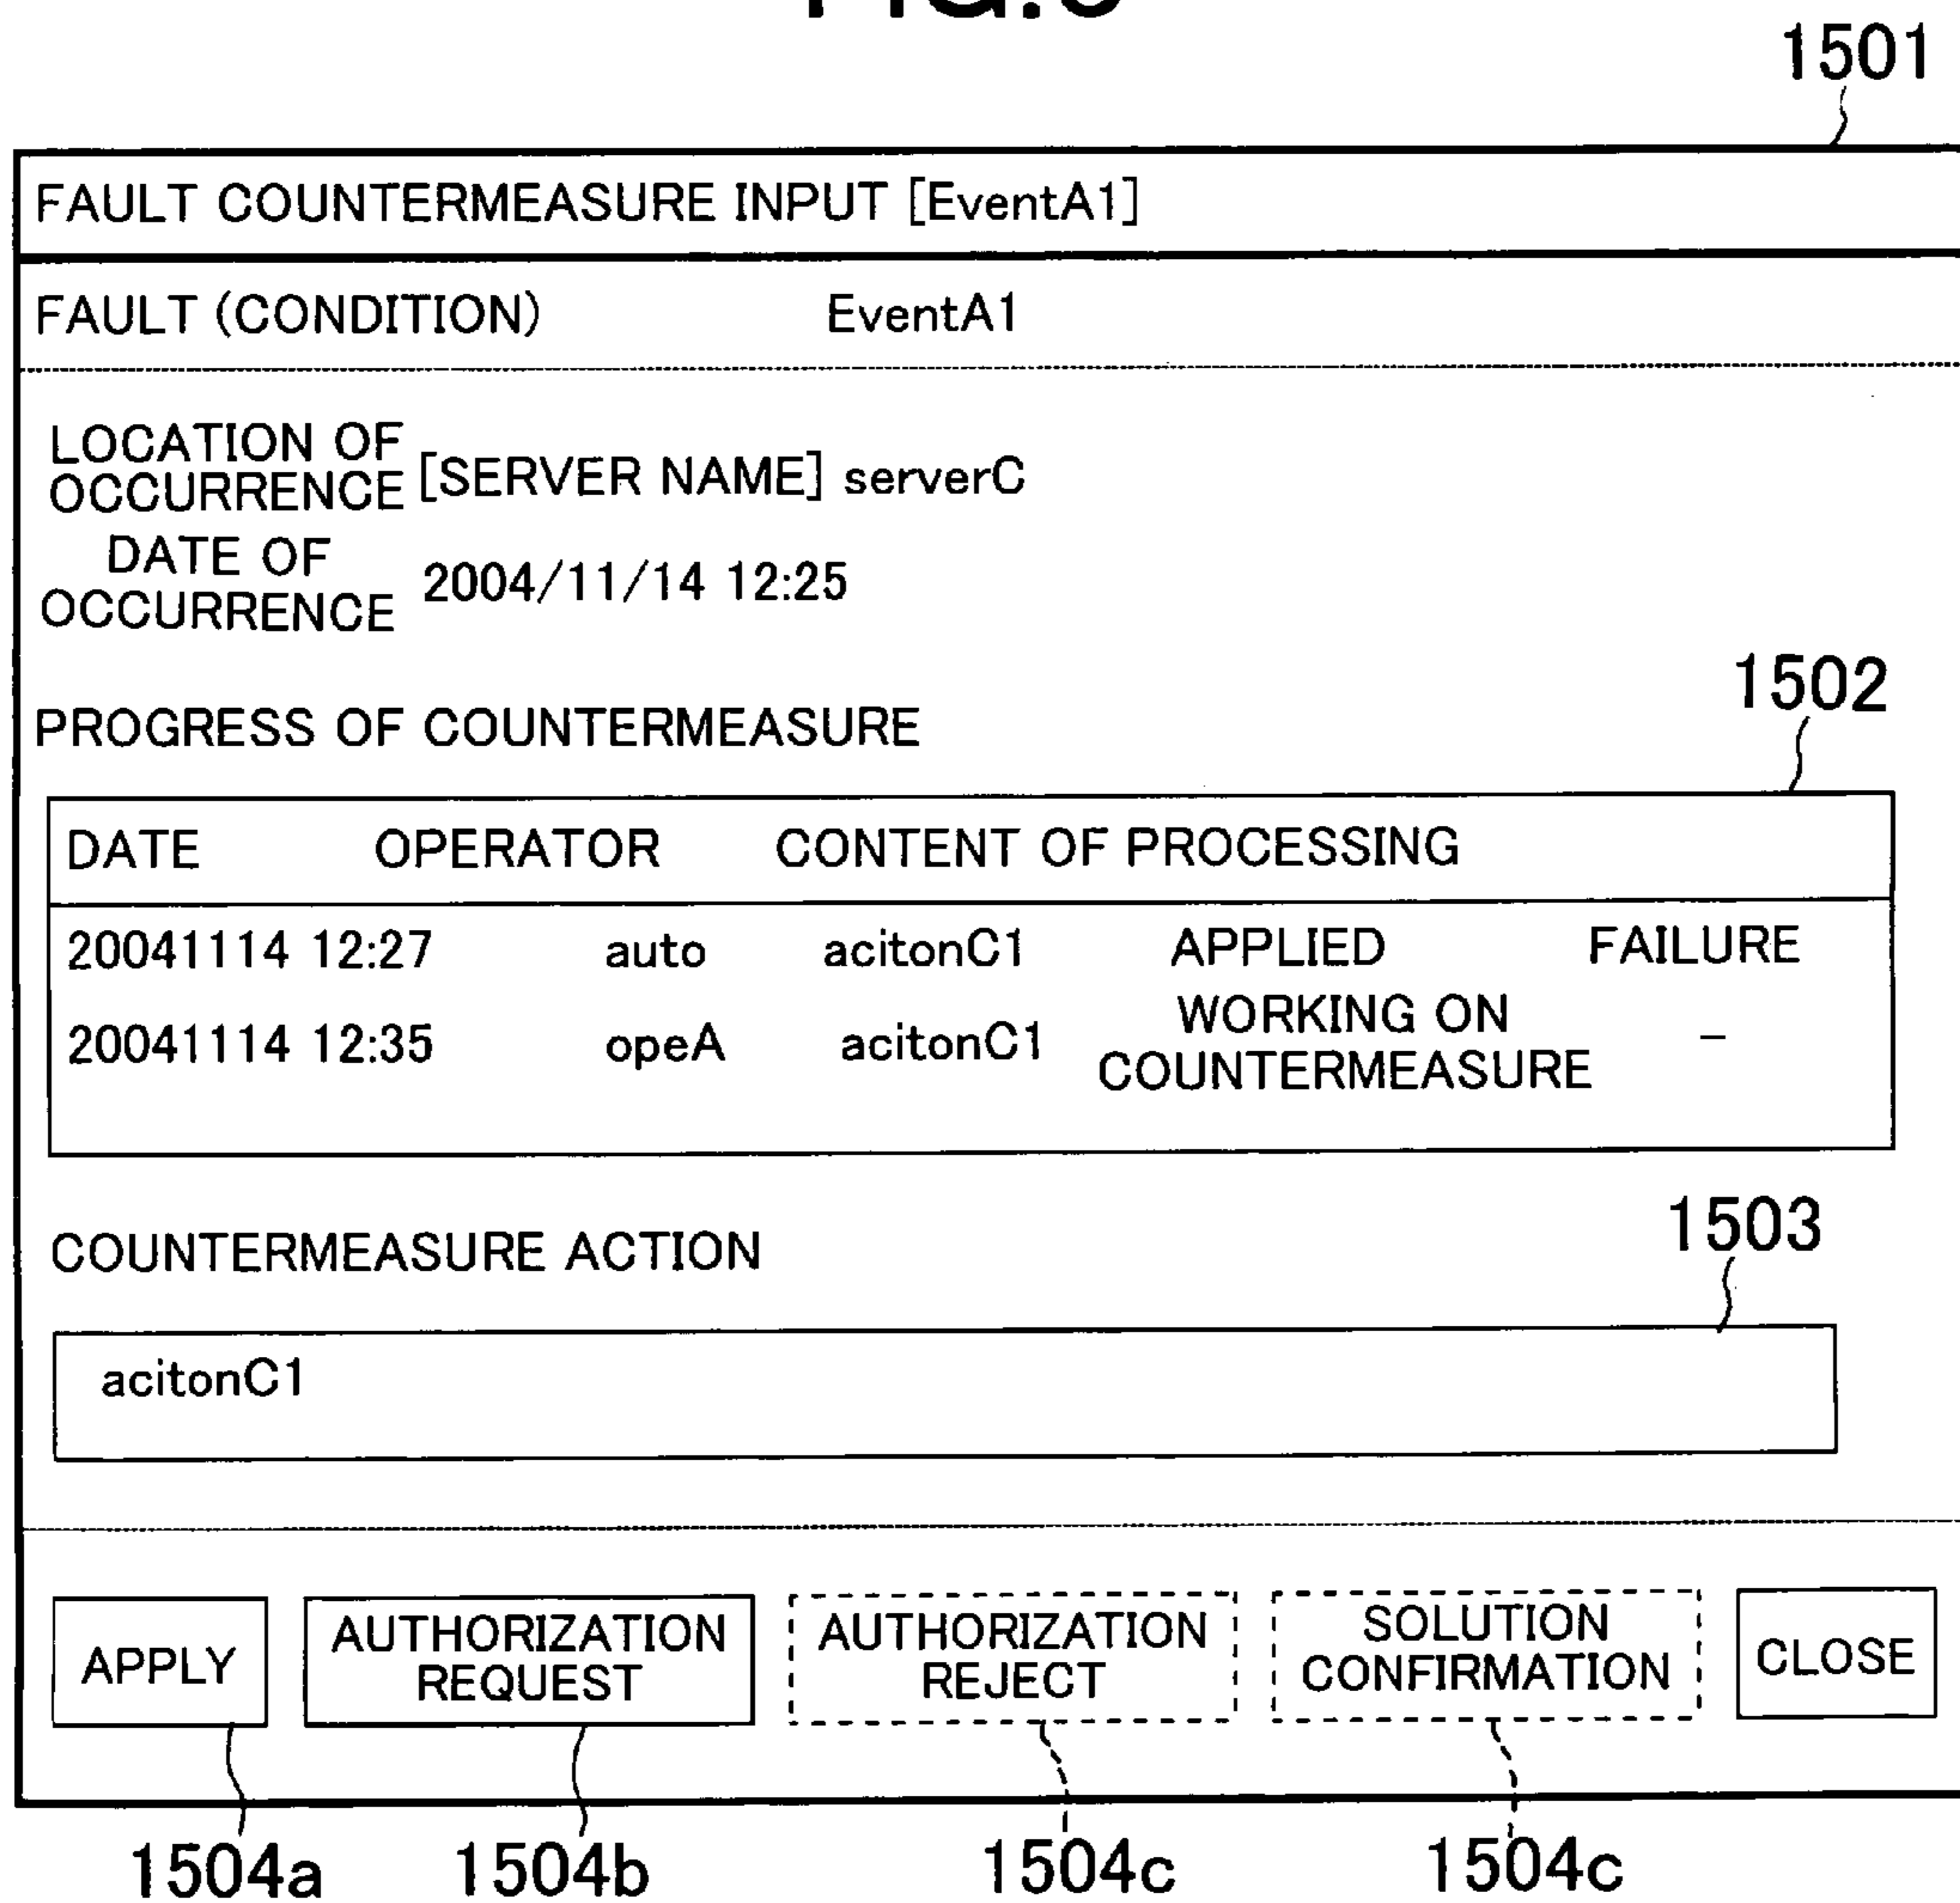 1501
FAULT COUNTERMEASURE INPUT [EventA1]
FAULT (CONDITION) EventA1
LOCATION OF
OCCURRENCE [SERVER NAME] serverC
DATE OF
OCCURRENCE 2004/11/14 12:25
1502
PROGRESS OF COUNTERMEASURE
DATE OPERATOR CONTENT OF PROCESSING
20041114 12:27 auto acitonC1 APPLIED FAILURE
20041114 12:35 opeA acitonC1 WORKING ON COUNTERMEASURE –
1503
COUNTERMEASURE ACTION
acitonC1
APPLY
AUTHORIZATION
REQUEST
AUTHORIZATION
REJECT
SOLUTION
CONFIRMATION
CLOSE
1504a 1504b 1504c 1504c